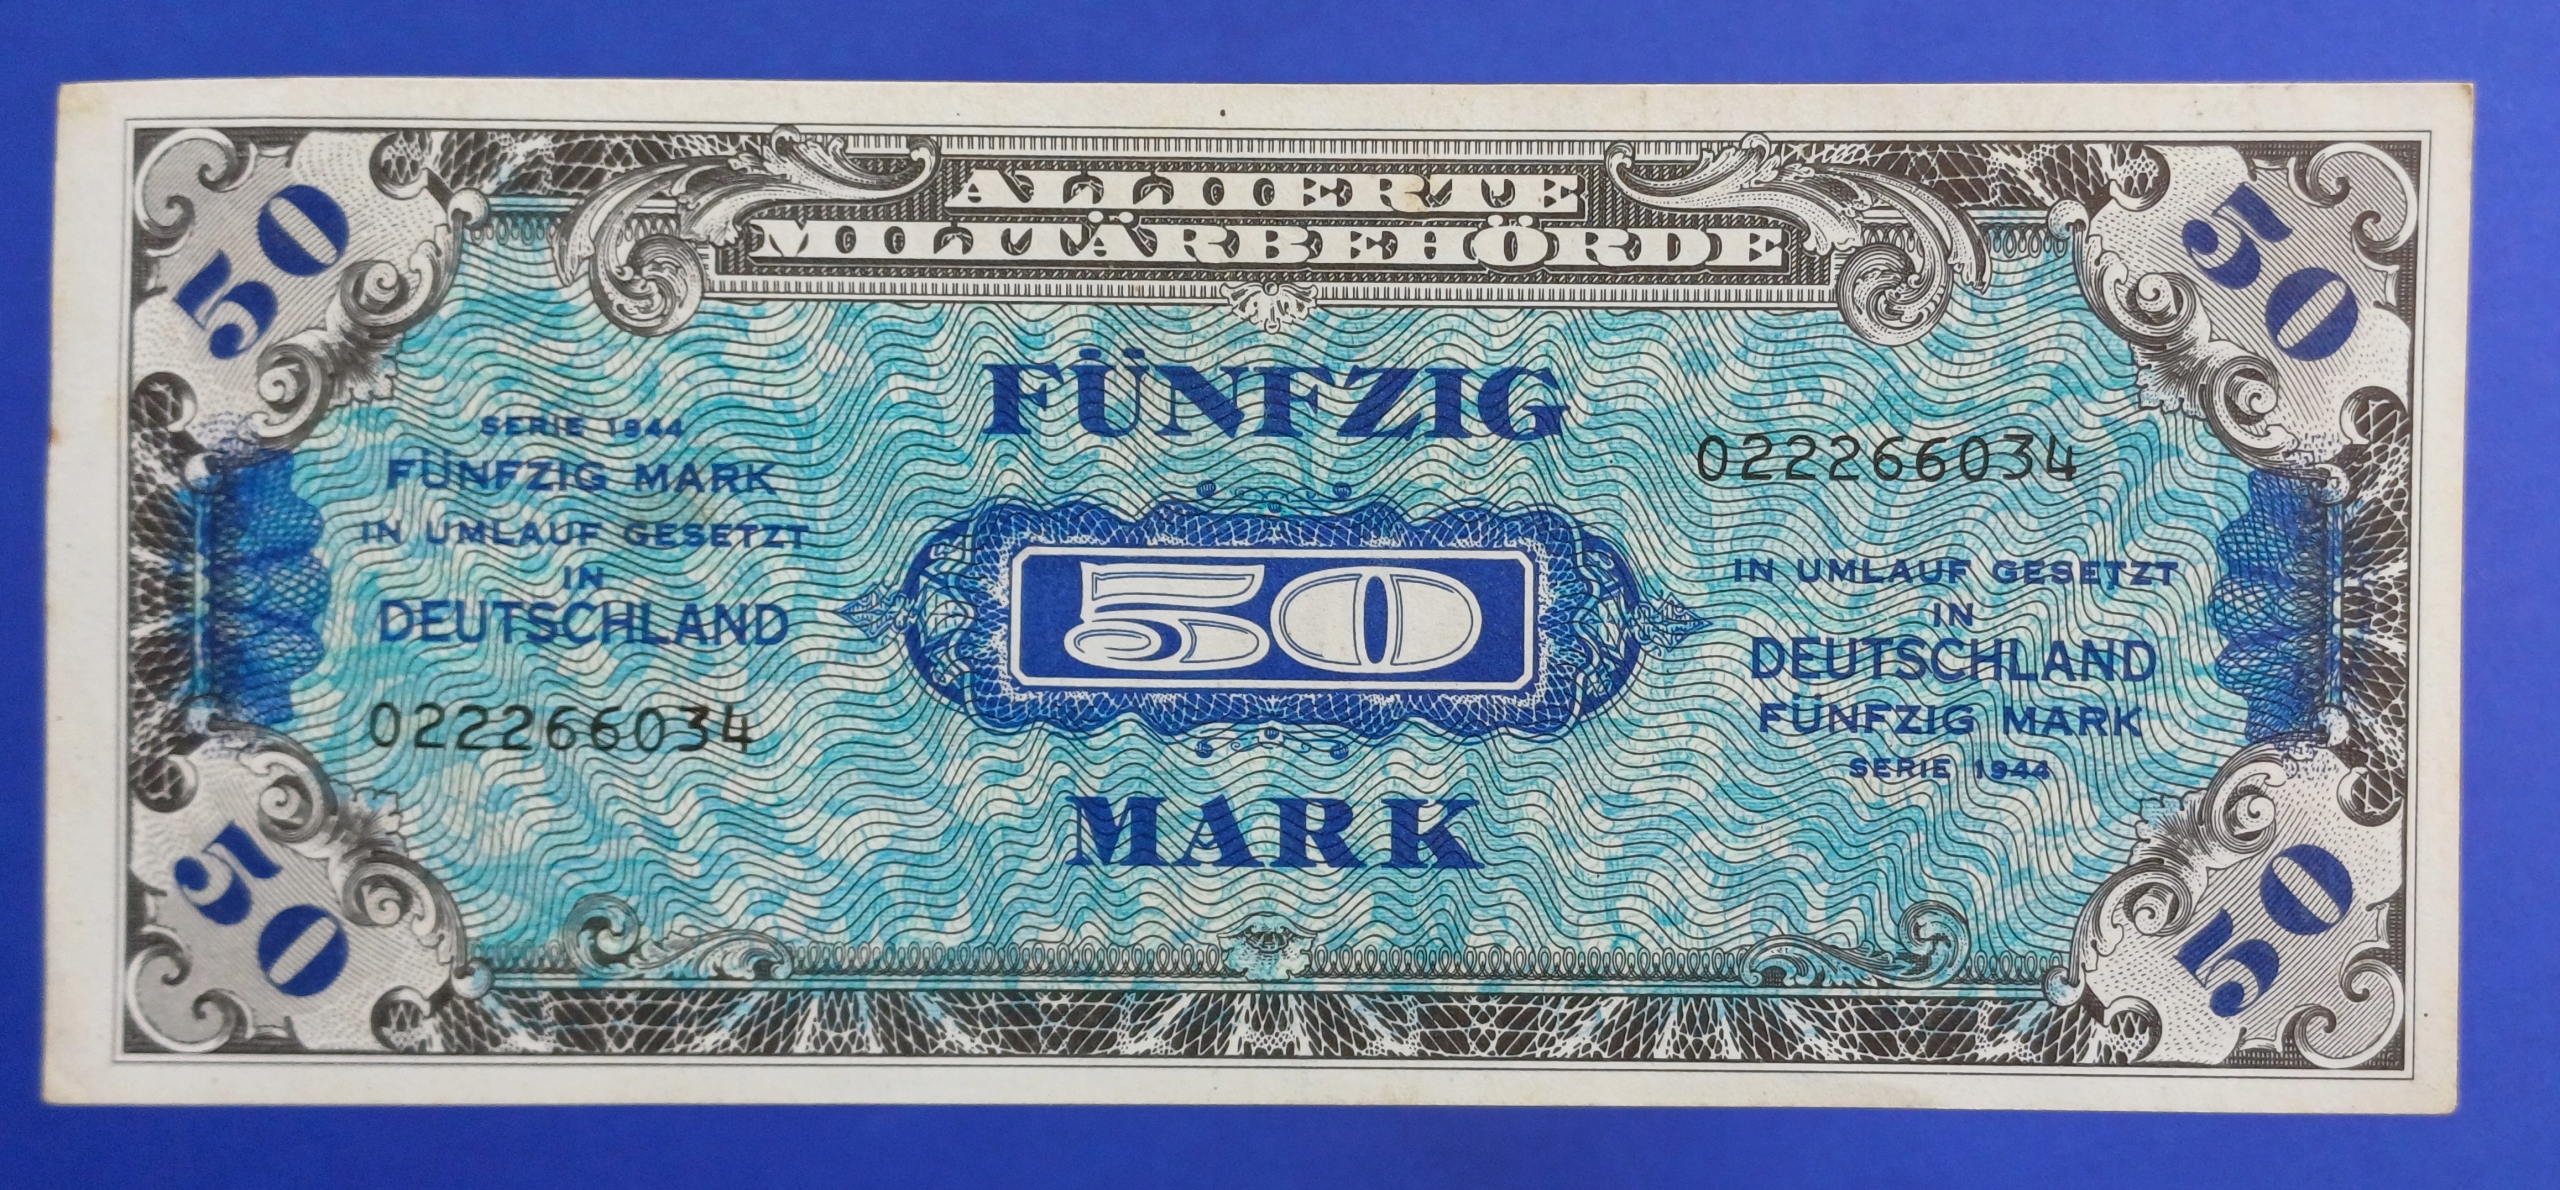 50
ALLIIERTE
MILITÄRBEHÖRDE
50
FÜNFZIG
SERIE 1944
FÜNFZIG MARK
IN UMLAUF GESETZT
IN
DEUTSCHLAND
022266034
50
022266034
IN UMLAUF GESETZT
IN
DEUTSCHLAND
FÜNFZIG MARK
SERIE 1944
MARK
50
50